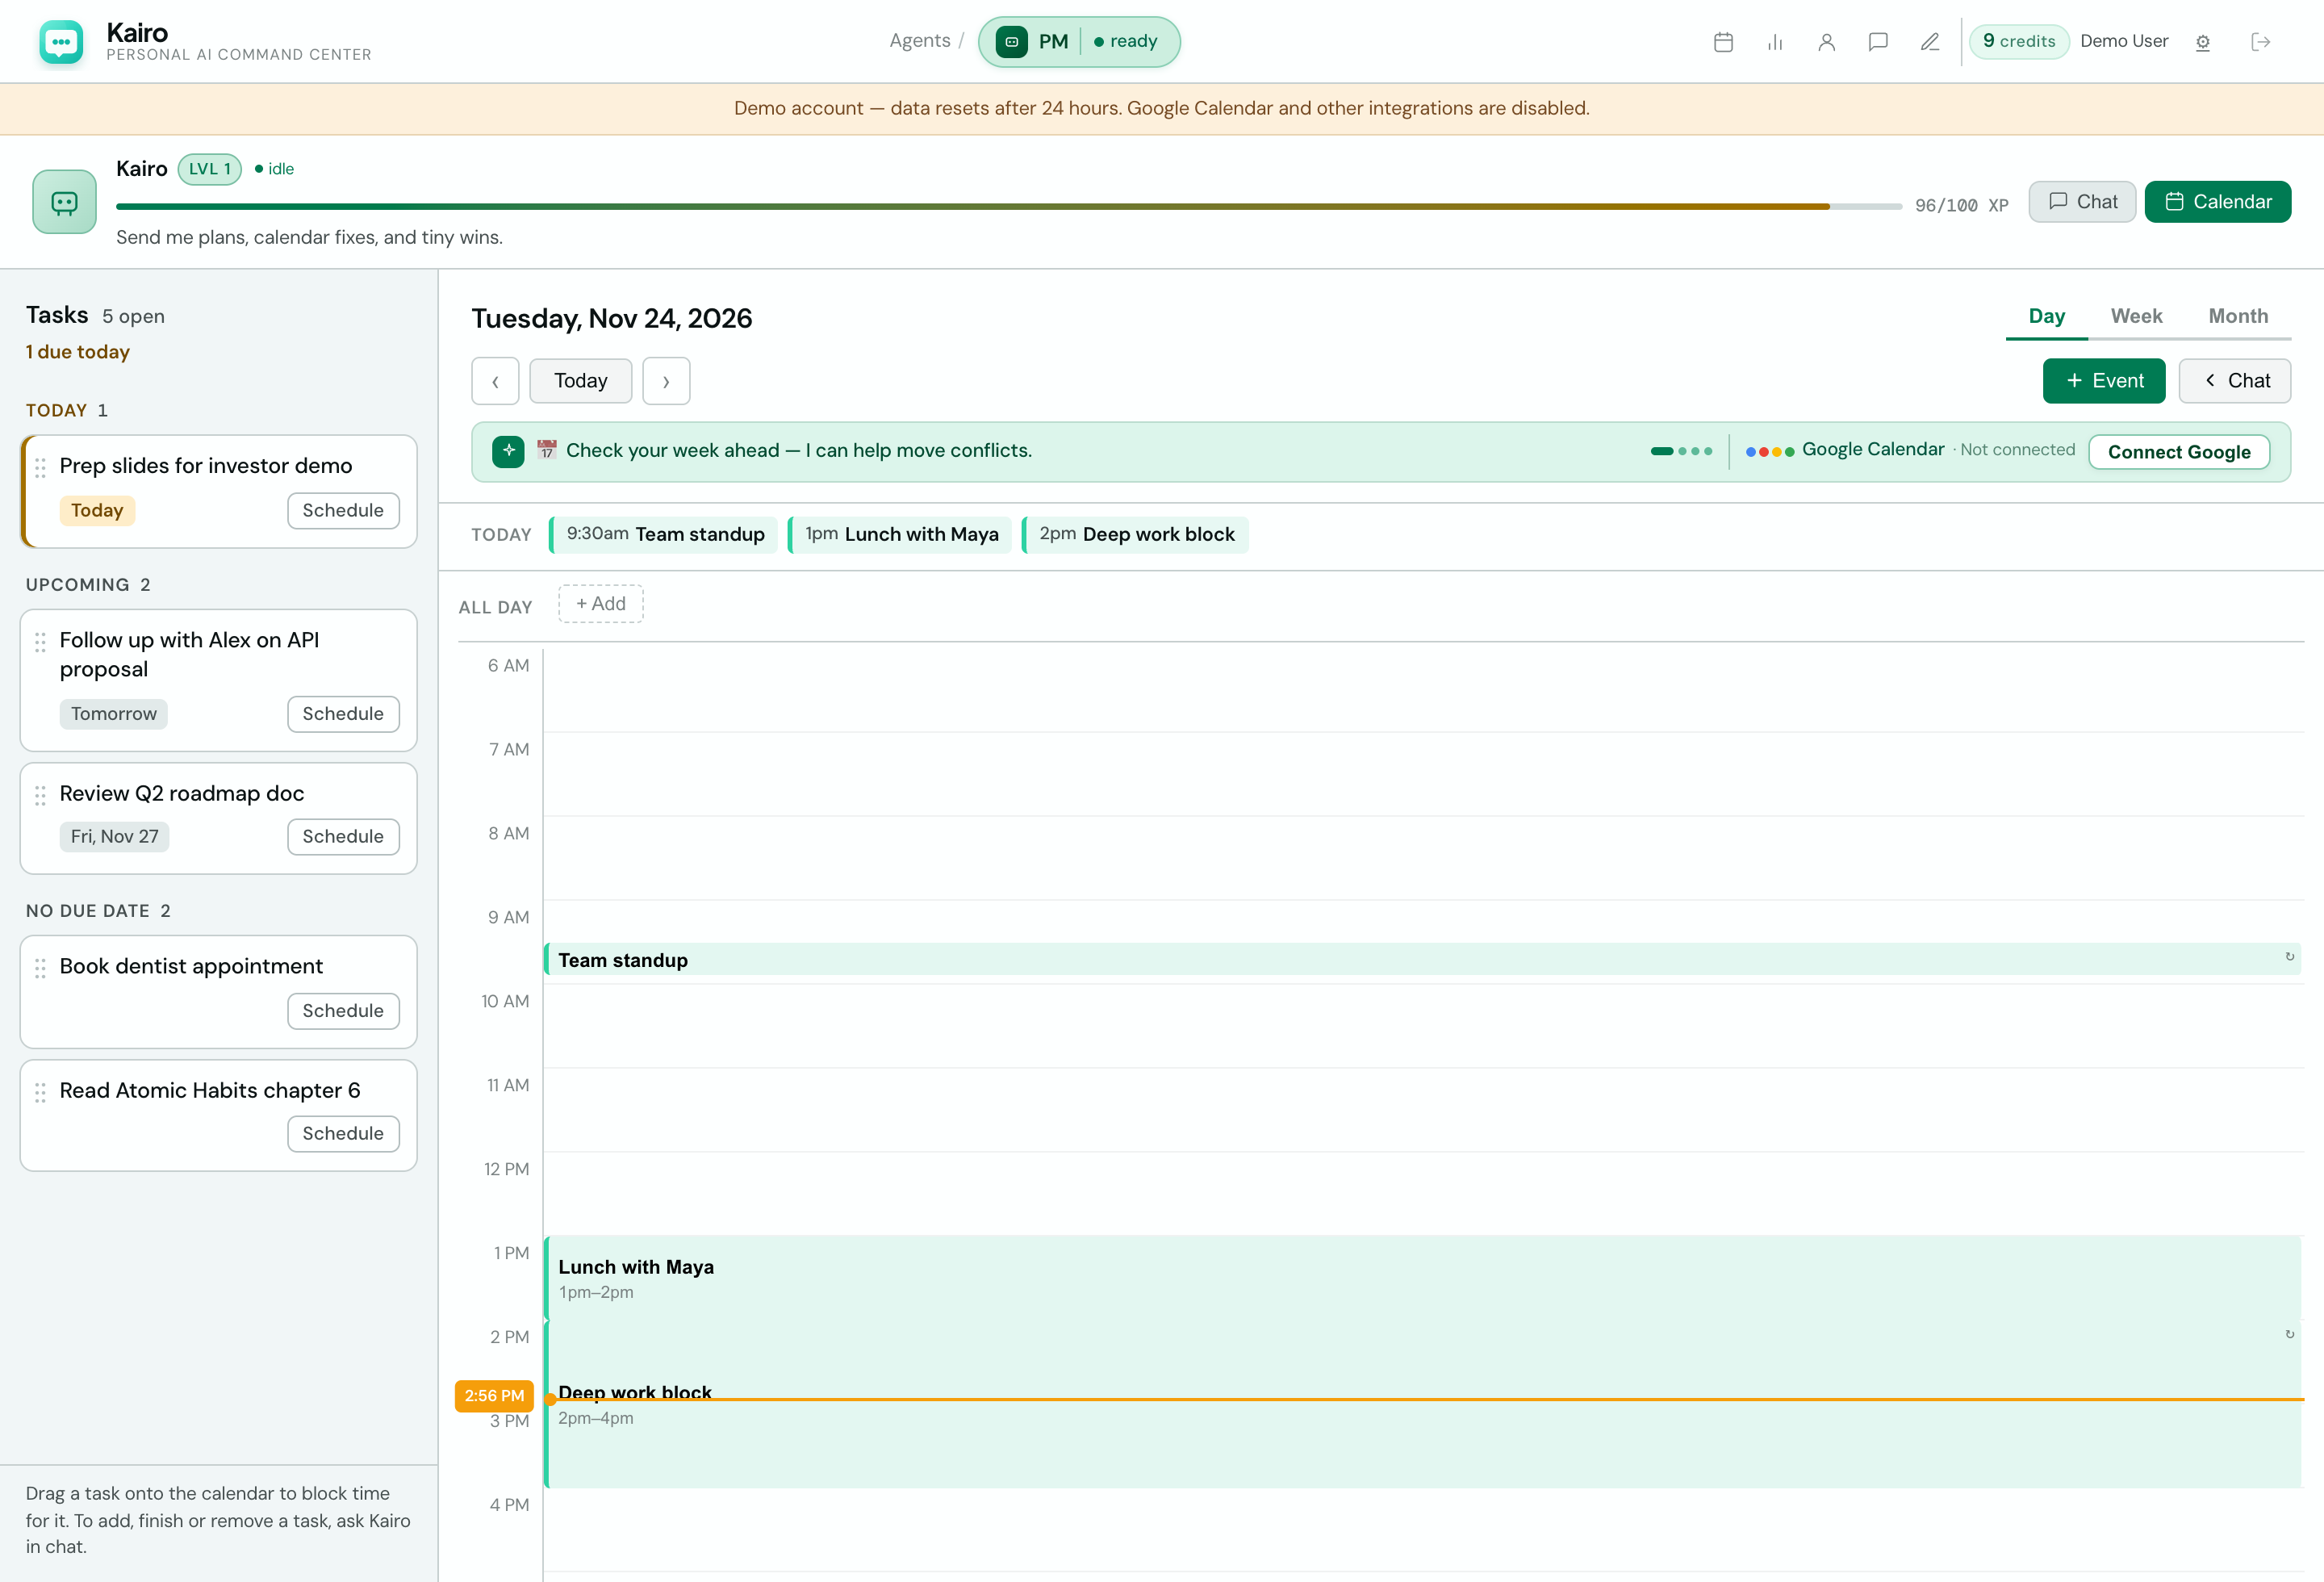 Kairo
PERSONAL AI COMMAND CENTER
Agents /
PM
ready
9 credits
Demo User
Demo account — data resets after 24 hours. Google Calendar and other integrations are disabled.
Kairo
LVL 1
idle
96/100 XP
Send me plans, calendar fixes, and tiny wins.
Chat
Calendar
Tasks 5 open
1 due today
TODAY 1
Prep slides for investor demo
Today
Schedule
UPCOMING 2
Follow up with Alex on API
proposal
Tomorrow
Schedule
Review Q2 roadmap doc
Fri, Nov 27
Schedule
NO DUE DATE 2
Book dentist appointment
Schedule
Read Atomic Habits chapter 6
Schedule
Drag a task onto the calendar to block time
for it. To add, finish or remove a task, ask Kairo
in chat.
Tuesday, Nov 24, 2026
Day
Week
Month
‹
Today
›
+ Event
‹ Chat
17
Check your week ahead — I can help move conflicts.
Google Calendar · Not connected
Connect Google
TODAY
9:30am Team standup
1pm Lunch with Maya
2pm Deep work block
ALL DAY
+ Add
6 AM
7 AM
8 AM
9 AM
Team standup
10 AM
11 AM
12 PM
1 PM
Lunch with Maya
1pm–2pm
2 PM
Deep work block
2:56 PM
2pm–4pm
3 PM
4 PM